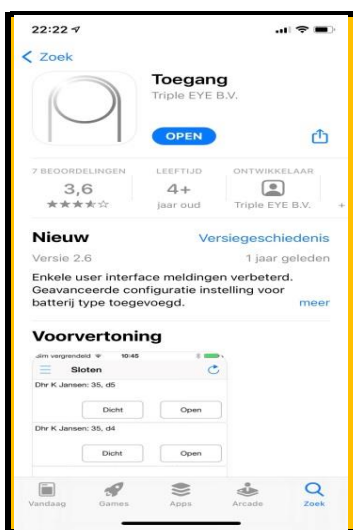 22:22
Zoek
Toegang
Triple EYE B.V.
OPEN
7 BEOORDELINGEN
LEEFTIJD
ONTWIKKELAAR
3,6
4+
jaar oud
Triple EYE B.V.
+
Nieuw
Versiegeschiedenis
Versie 2.6
1 jaar geleden
Enkele user interface meldingen verbeterd.
Geavanceerde configuratie instelling voor
batterij type toegevoegd.
meer
Voorvertoning
sim vergrendeld
10:45
Sloten
Dhr K Jansen: 35, d5
Dicht
Open
Dhr K Jansen: 35, d4
Dicht
Open
Vandaag
Games
Apps
Arcade
Zoek